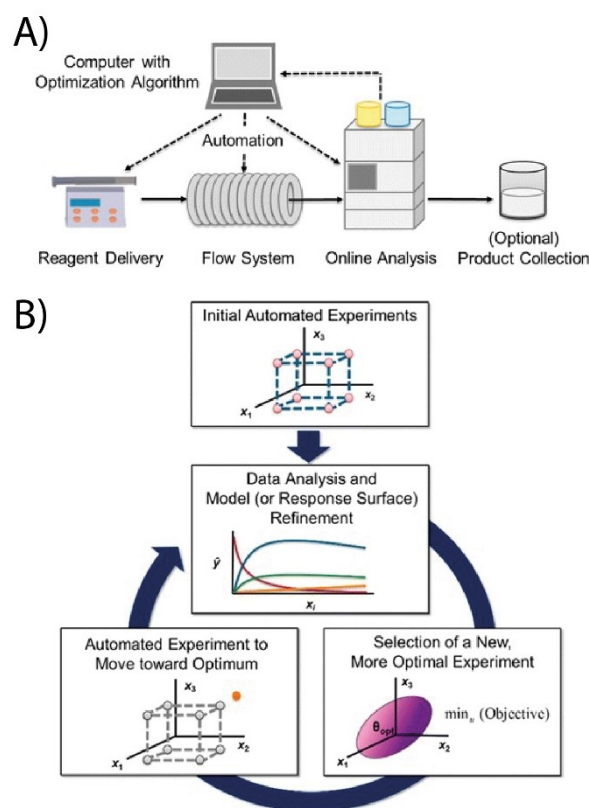 A)
Computer with
Optimization Algorithm
Automation
Reagent Delivery
Flow System
Online Analysis
(Optional)
Product Collection
B)
Initial Automated Experiments
x3
x1
x2
Data Analysis and
Model (or Response Surface)
Refinement
ŷ
xi
Automated Experiment to
Move toward Optimum
x3
x1
x2
Selection of a New,
More Optimal Experiment
x3
θopt
minu (Objective)
x1
x2